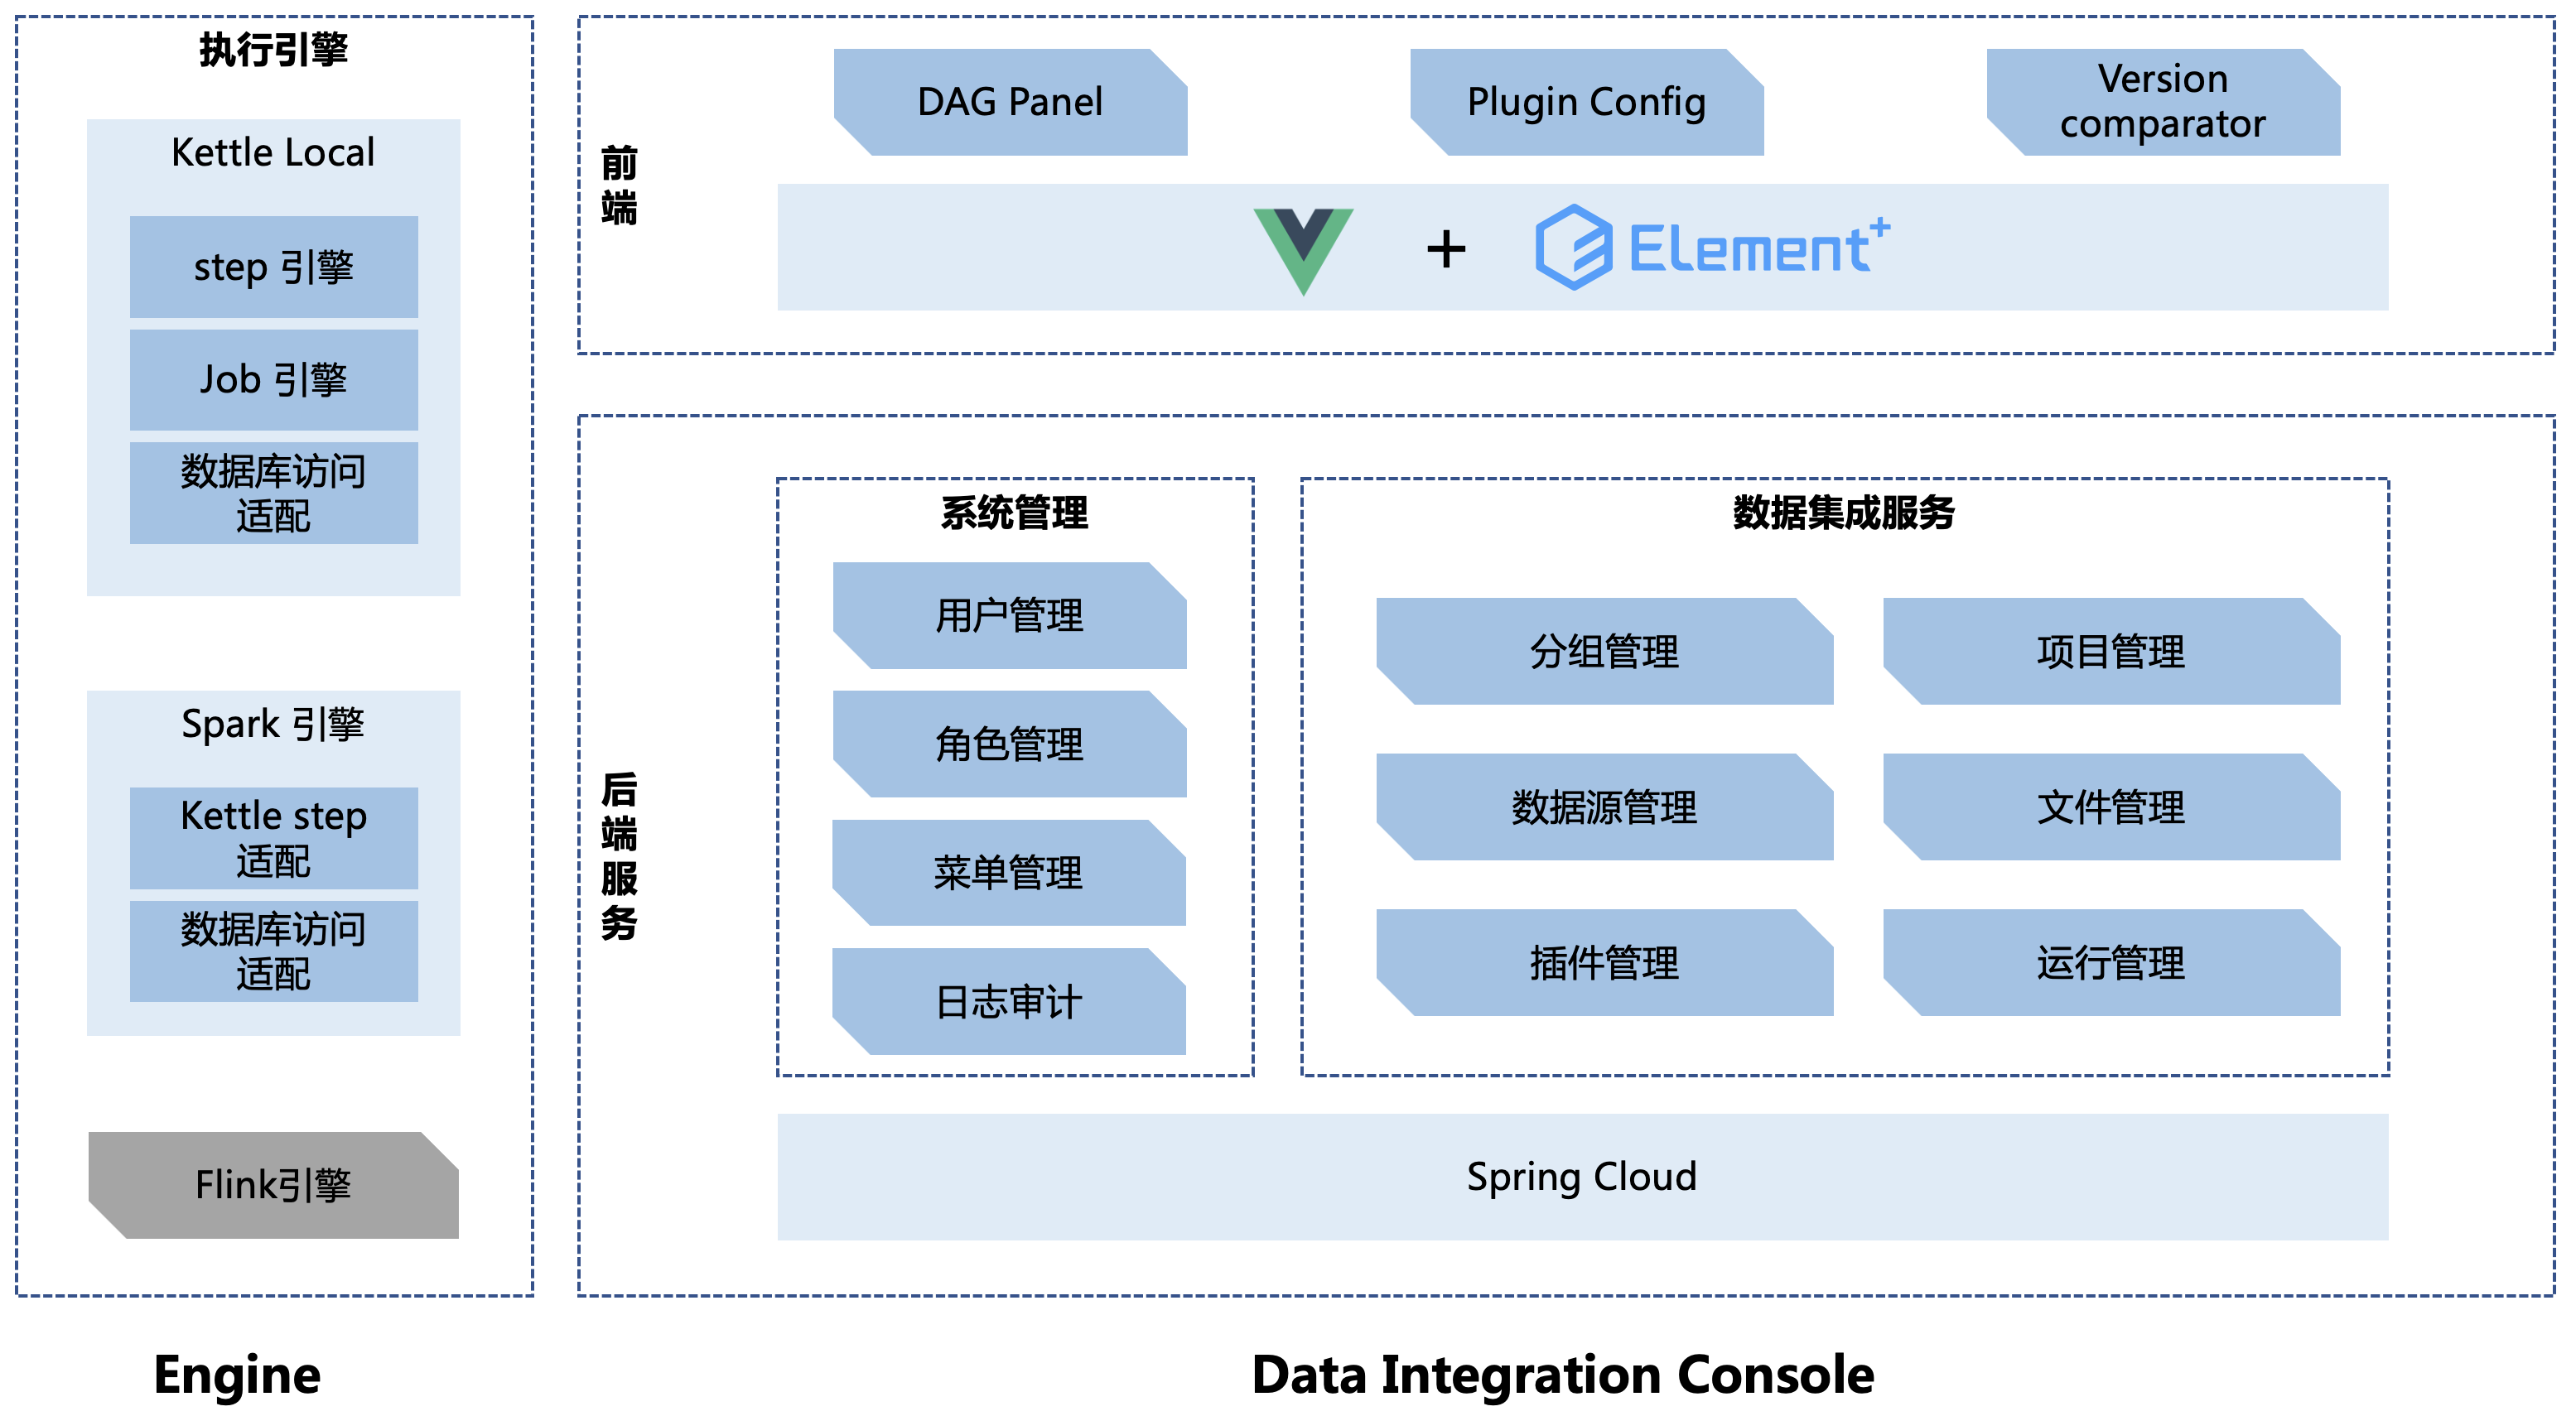 执行引擎
Kettle Local
step 引擎
Job 引擎
数据库访问
适配
Spark 引擎
Kettle step
适配
数据库访问
适配
Flink引擎
Engine
前
端
DAG Panel
Plugin Config
Version
comparator
+
Element+
后
端
服
务
系统管理
用户管理
角色管理
菜单管理
日志审计
数据集成服务
分组管理
项目管理
数据源管理
文件管理
插件管理
运行管理
Spring Cloud
Data Integration Console